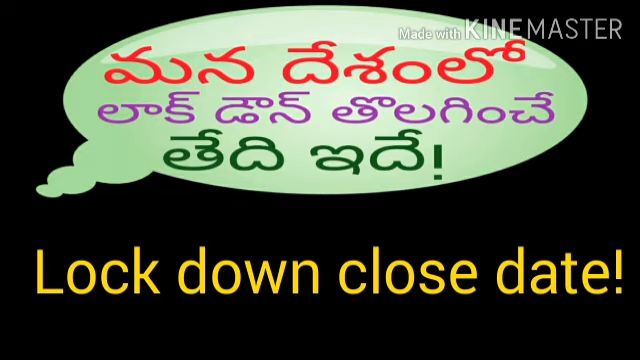 Made with KINEMASTER
మన దేశంలో
లాక్ డౌన్ తొలగించే
తేది ఇదే!
Lock down close date!